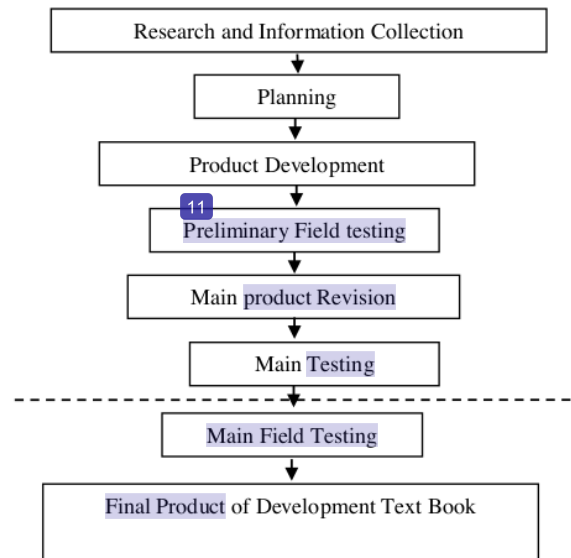 Research and Information Collection
Planning
Product Development
11
Preliminary Field testing
Main product Revision
Main Testing
Main Field Testing
Final Product of Development Text Book